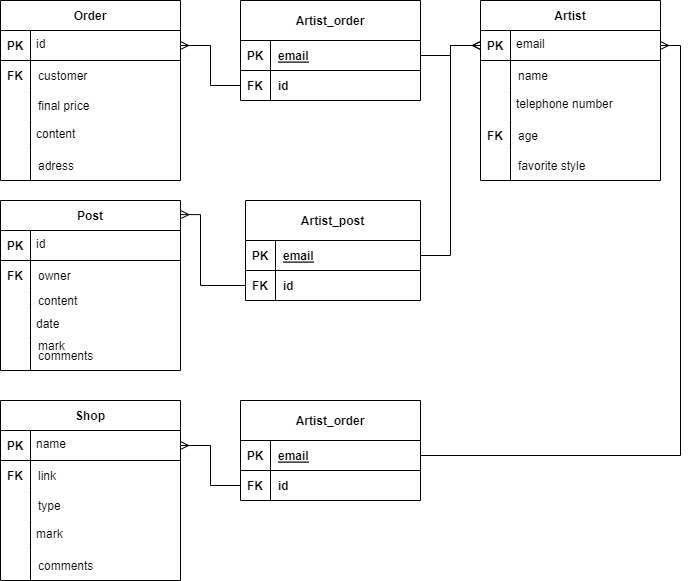 Order
PK id
FK customer
final price
content
adress
Artist_order
PK email
FK id
Artist
PK email
name
telephone number
FK age
favorite style
Post
PK id
FK owner
content
date
mark
comments
Artist_post
PK email
FK id
Shop
PK name
FK link
type
mark
comments
Artist_order
PK email
FK id